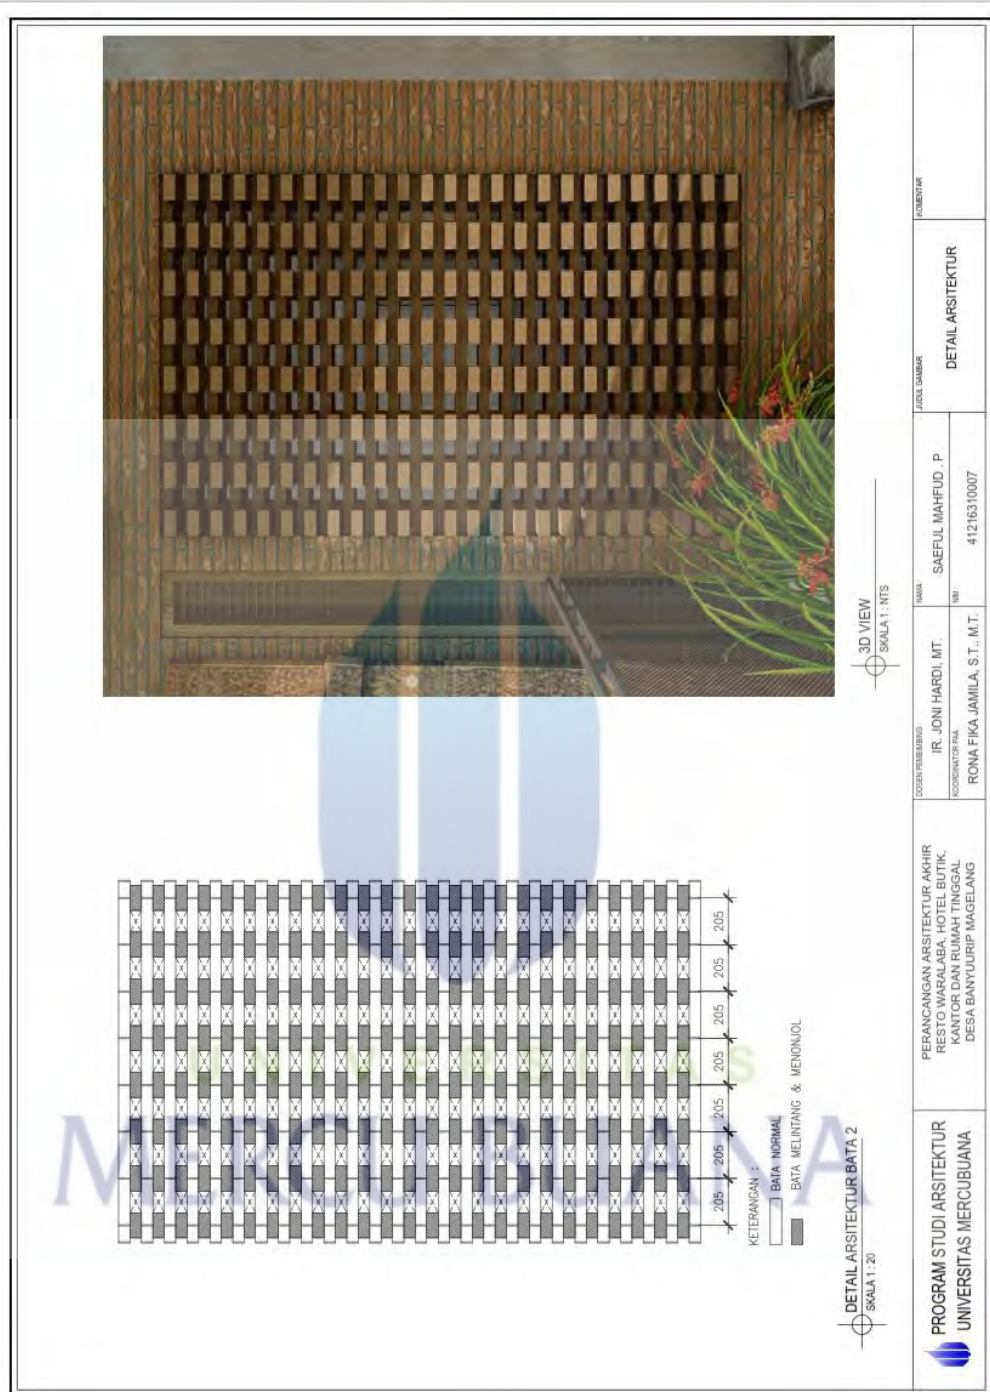 3D VIEW
SKALA 1 : NTS
205
205
205
205
205
205
205
KETERANGAN :
BATA NORMAL
BATA MELINTANG & MENONJOL
DETAIL ARSITEKTUR BATA 2
SKALA 1 : 20
UNIVERSITAS
MERCU BUANA
PROGRAM STUDI ARSITEKTUR
UNIVERSITAS MERCUBUANA
PERANCANGAN ARSITEKTUR AKHIR
RESTO WARALABA, HOTEL BUTIK,
KANTOR DAN RUMAH TINGGAL
DESA BANYUURIP MAGELANG
DOSEN PEMBIMBING
IR. JONI HARDI, MT.
KOORDINATOR PAA
RONA FIKA JAMILA, S.T., M.T.
NAMA
SAEFUL MAHFUD . P
NIM :
41216310007
JUDUL GAMBAR
DETAIL ARSITEKTUR
KOMENTAR